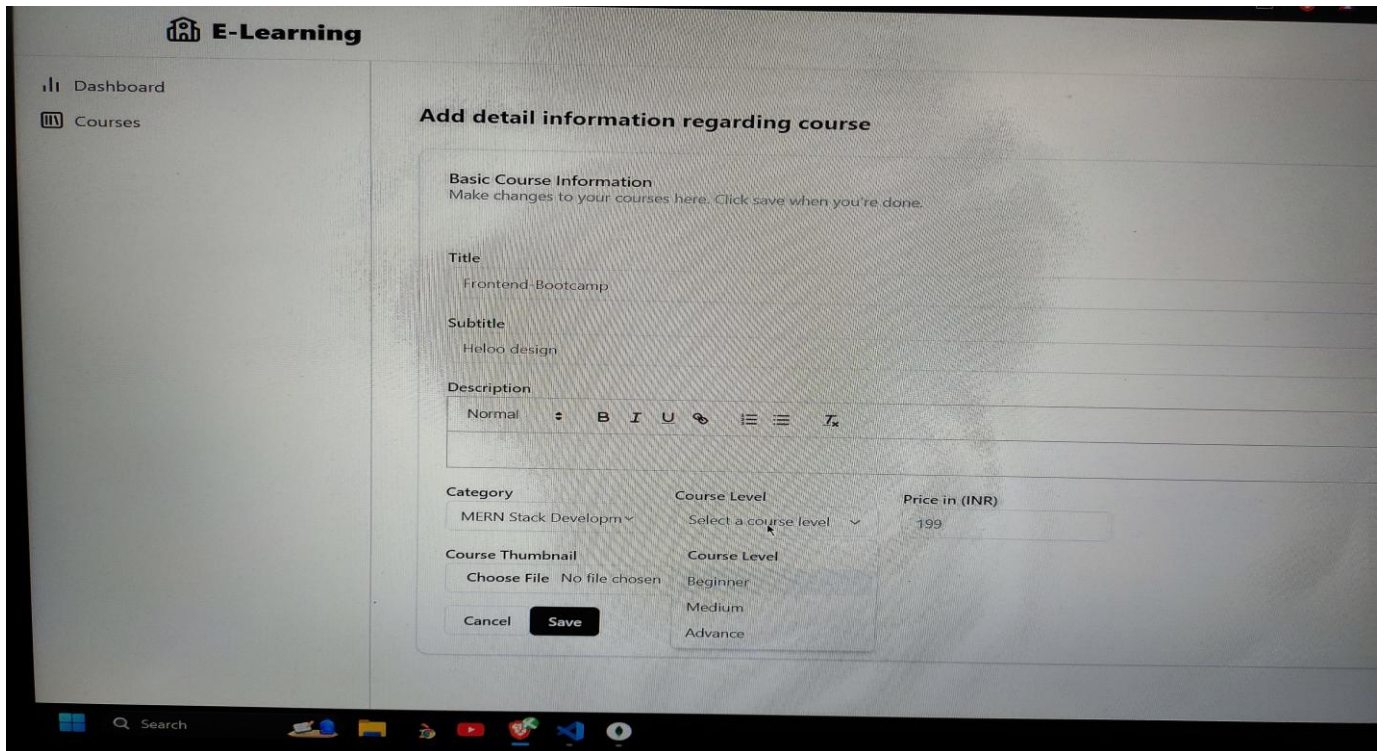 E-Learning
Dashboard
Courses
Add detail information regarding course
Basic Course Information
Make changes to your courses here. Click save when you're done.
Title
Frontend-Bootcamp
Subtitle
Heloo design
Description
Normal B I U
Category Course Level Price in (INR)
MERN Stack Developm Select a course level 199
Course Thumbnail Course Level
Choose File No file chosen Beginner
Medium
Cancel Save
Advance
Search